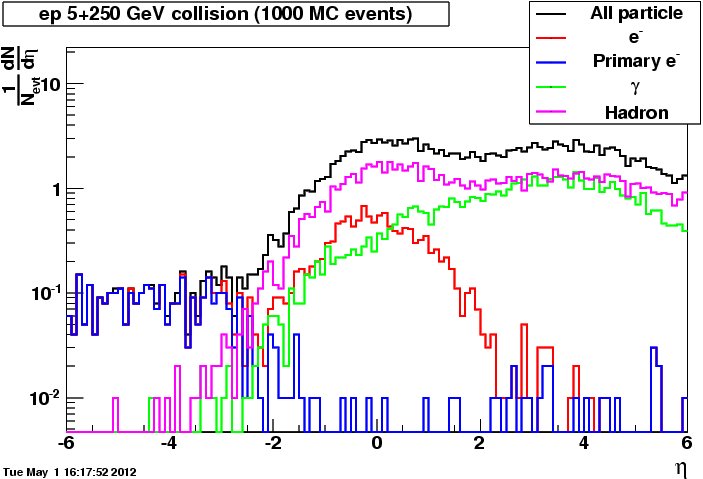 ep 5+250 GeV collision (1000 MC events)
All particle
e-
Primary e-
γ
Hadron
1/Nevt dN/dη
10
1
10-1
10-2
-6 -4 -2 0 2 4 6
η
Tue May 1 16:17:52 2012